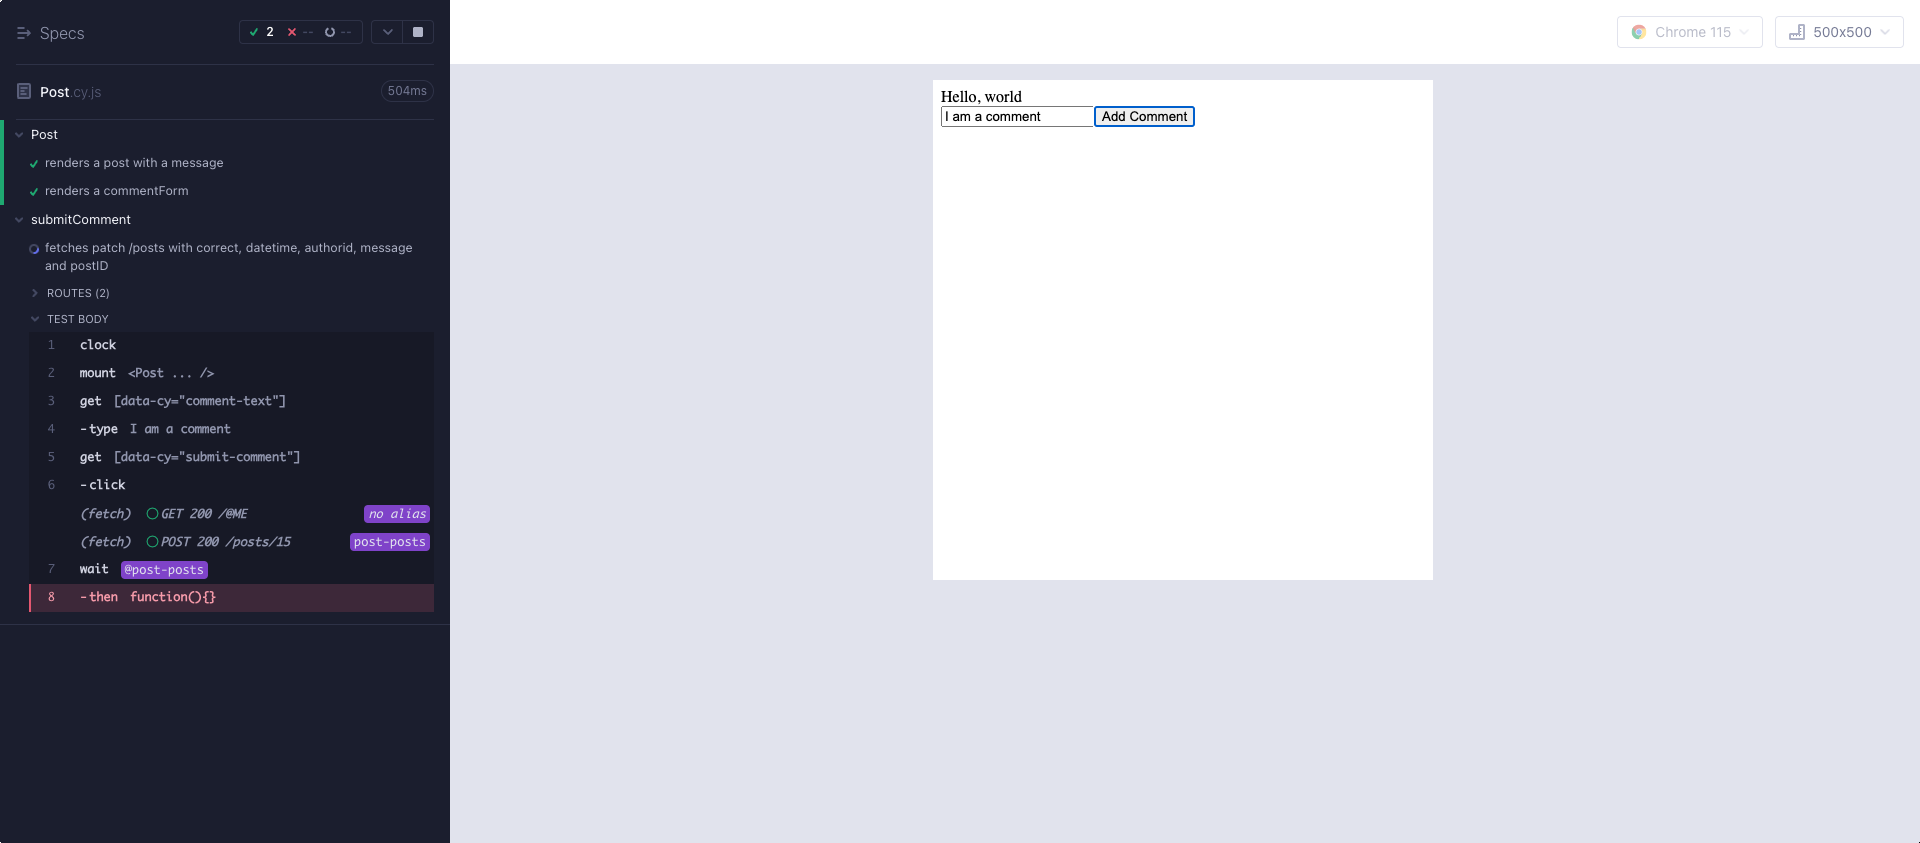 Specs
2 -- --
Post.cy.js 504ms
Post
renders a post with a message
renders a commentForm
submitComment
fetches patch /posts with correct, datetime, authorid, message
and postID
ROUTES (2)
TEST BODY
1 clock
2 mount <Post ... />
3 get [data-cy="comment-text"]
4 -type I am a comment
5 get [data-cy="submit-comment"]
6 -click
(fetch) GET 200 /@ME no alias
(fetch) POST 200 /posts/15 post-posts
7 wait @post-posts
8 -then function(){}
Chrome 115 500x500
Hello, world
I am a comment Add Comment